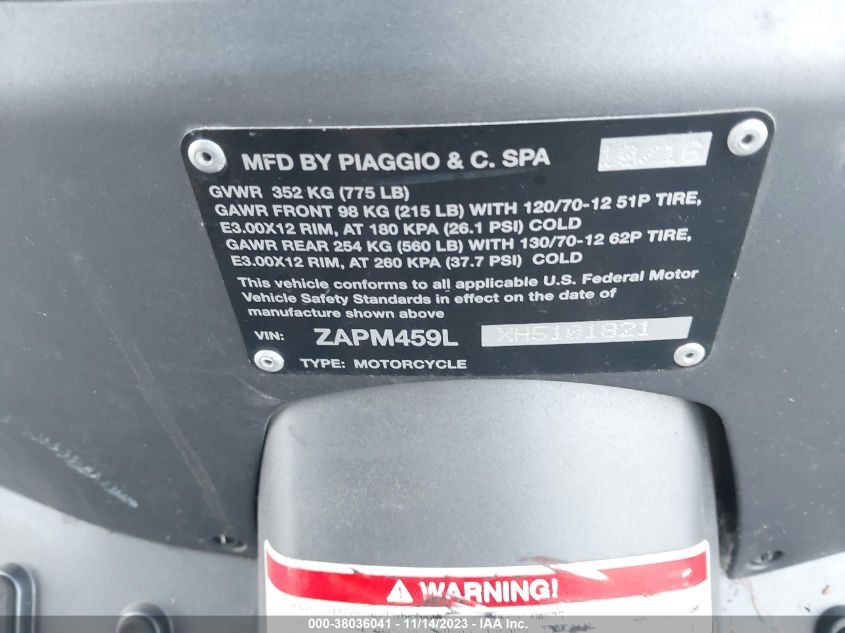 MFD BY PIAGGIO & C. SPA 10/16
GVWR 352 KG (775 LB)
GAWR FRONT 98 KG (215 LB) WITH 120/70-12 51P TIRE,
E3.00X12 RIM, AT 180 KPA (26.1 PSI) COLD
GAWR REAR 254 KG (560 LB) WITH 130/70-12 62P TIRE,
E3.00X12 RIM, AT 260 KPA (37.7 PSI) COLD
This vehicle conforms to all applicable U.S. Federal Motor
Vehicle Safety Standards in effect on the date of
manufacture shown above
VIN: ZAPM459L XH5101821
TYPE: MOTORCYCLE
WARNING!
000-38036041 - 11/14/2023 - IAA Inc.